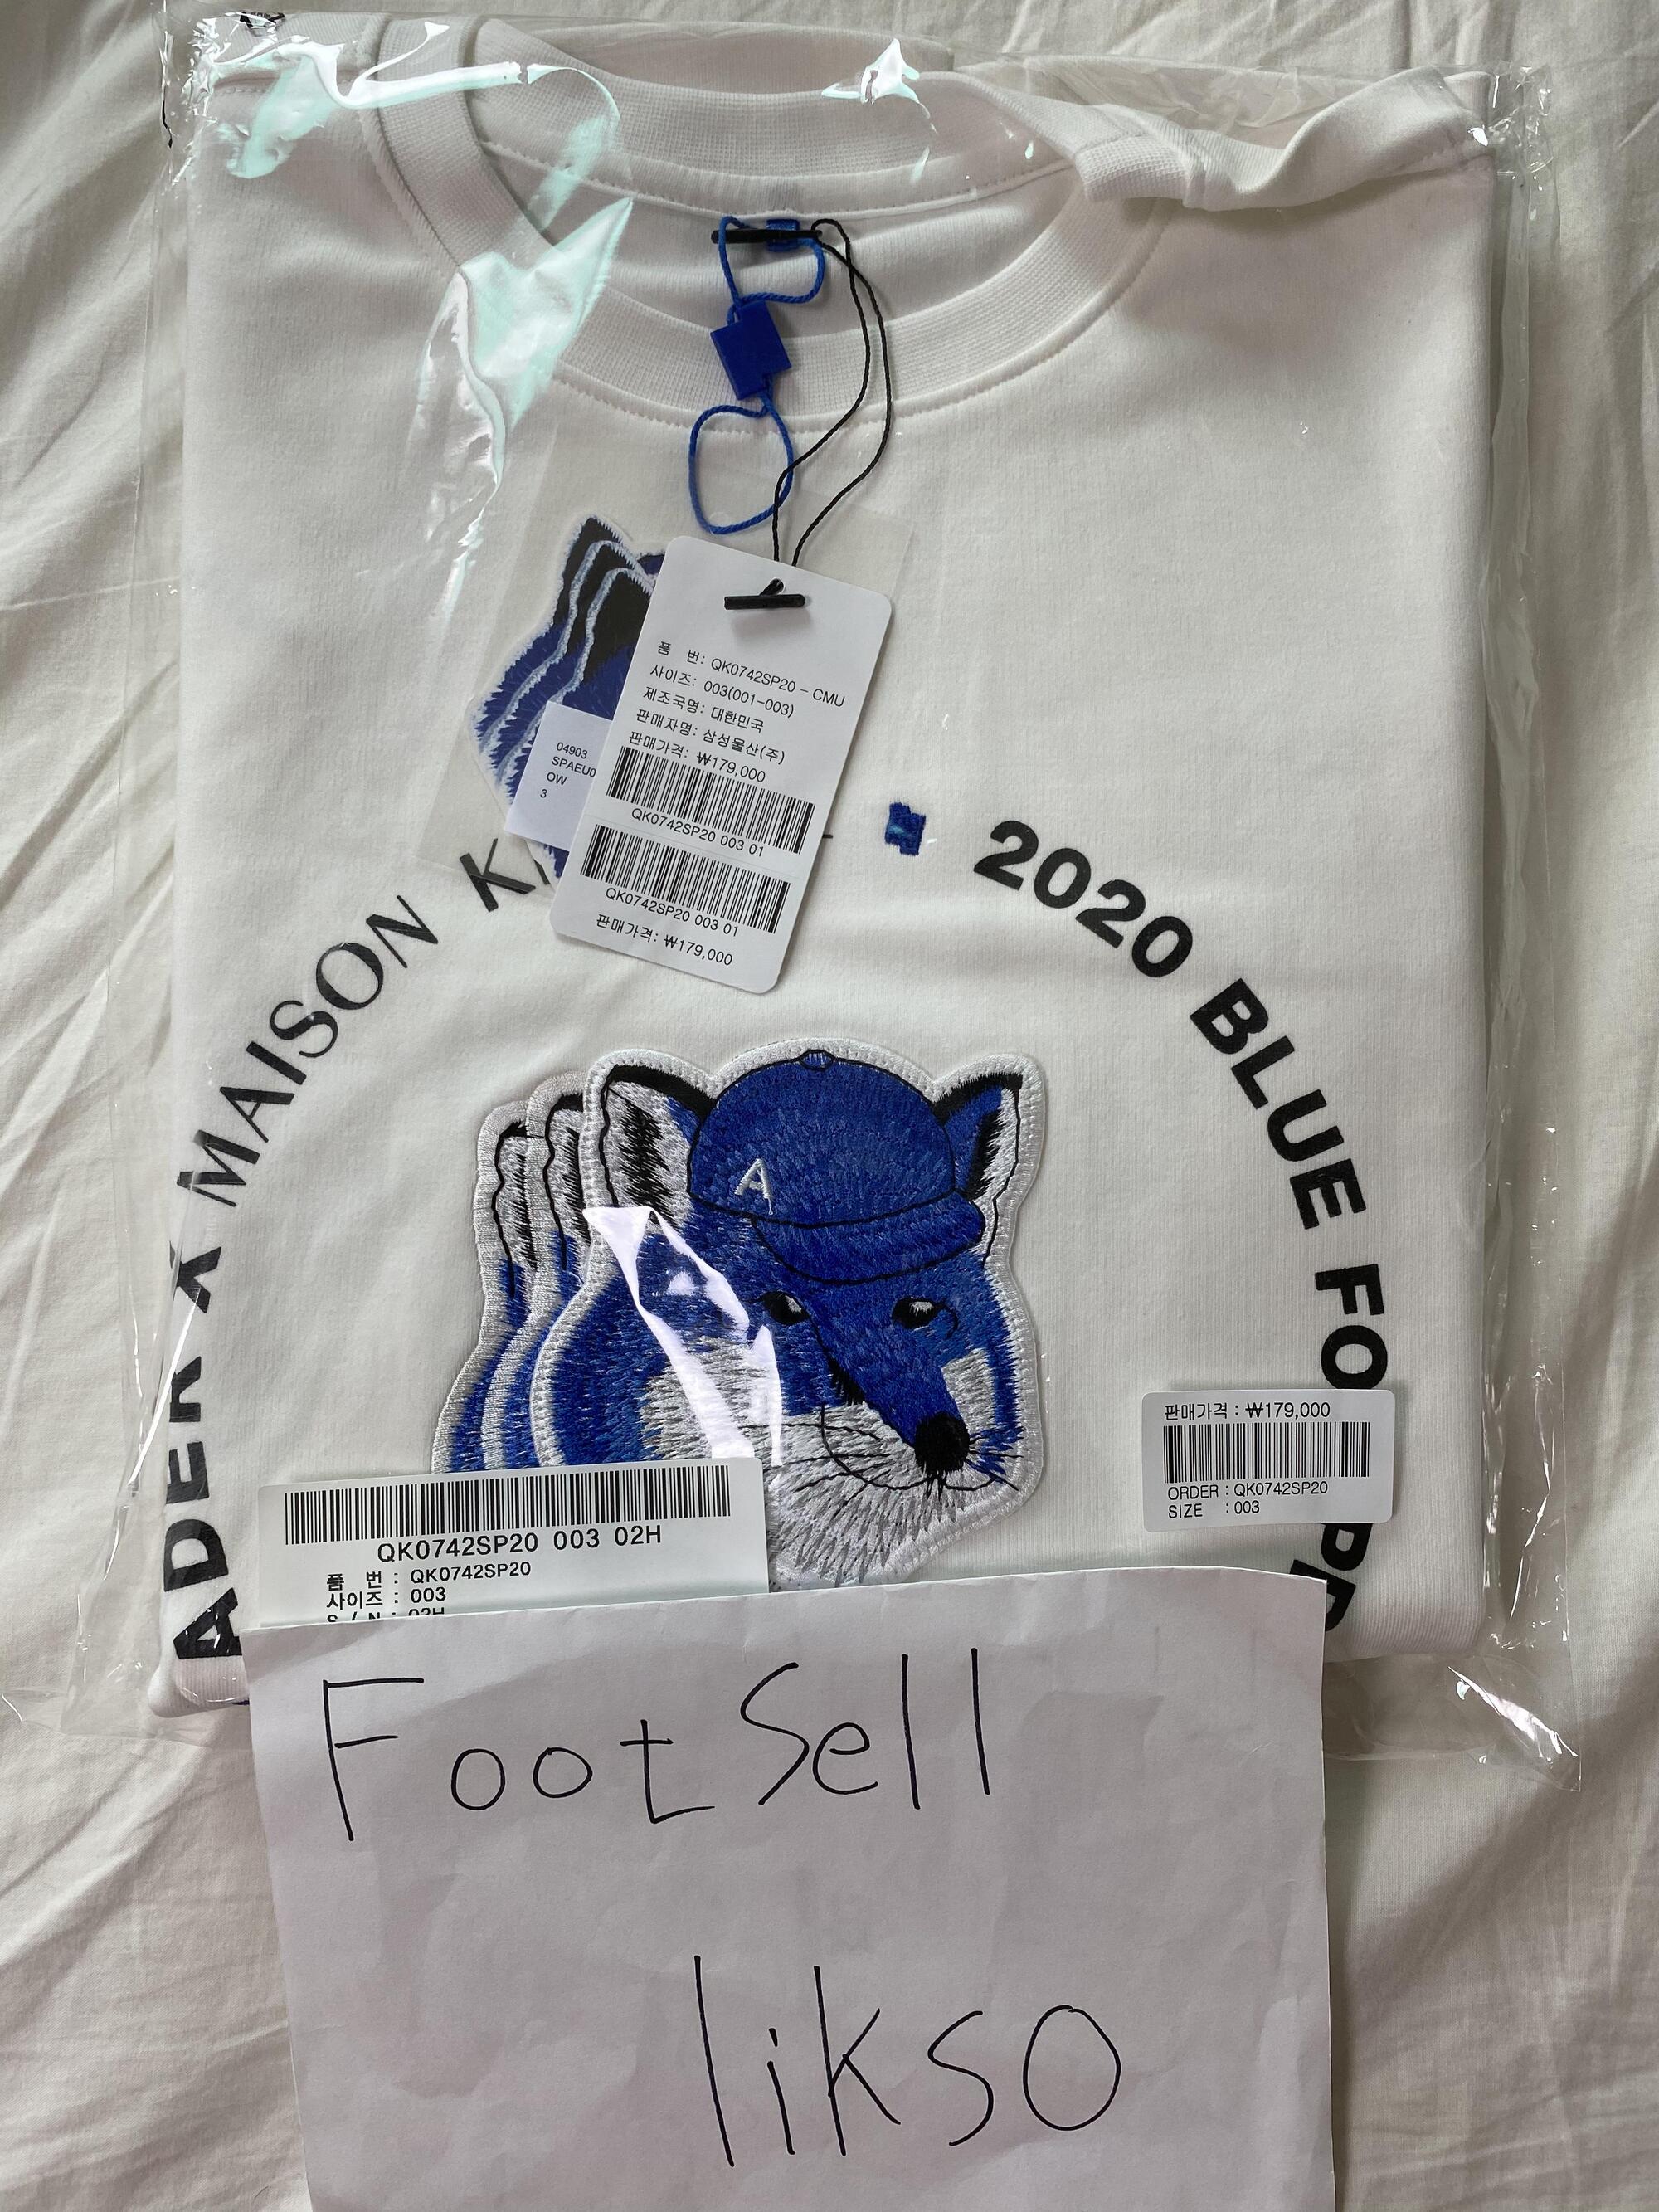 품 번: QK0742SP20 - CMU
사이즈: 003(001-003)
제조국명: 대한민국
판매자명: 삼성물산(주)
판매가격: ₩179,000
QK0742SP20 003 01
QK0742SP20 003 01
판매가격: ₩179,000
04903
OW
3
ADER X MAISON
2020 BLUE
A
판매가격 : ₩179,000
ORDER : QK0742SP20
SIZE : 003
QK0742SP20 003 02H
품 번 : QK0742SP20
사이즈 : 003
S / N : 02H
FootSell
likso